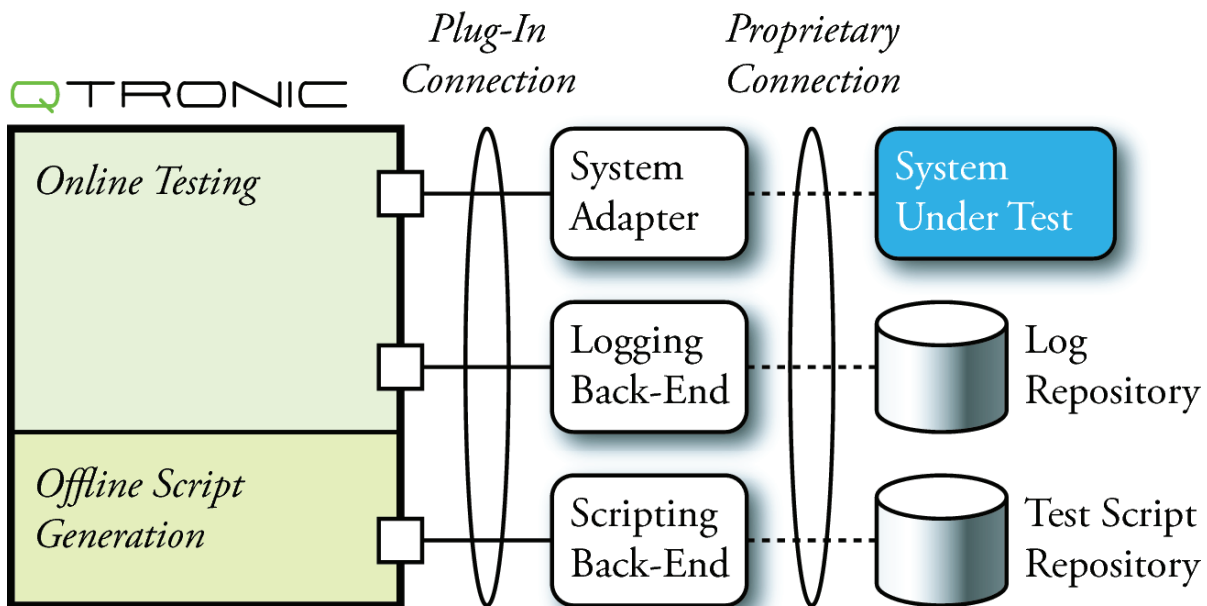 Plug-In
Connection
Proprietary
Connection
QTRONIC
Online Testing
System
Adapter
System
Under Test
Logging
Back-End
Log
Repository
Offline Script
Generation
Scripting
Back-End
Test Script
Repository